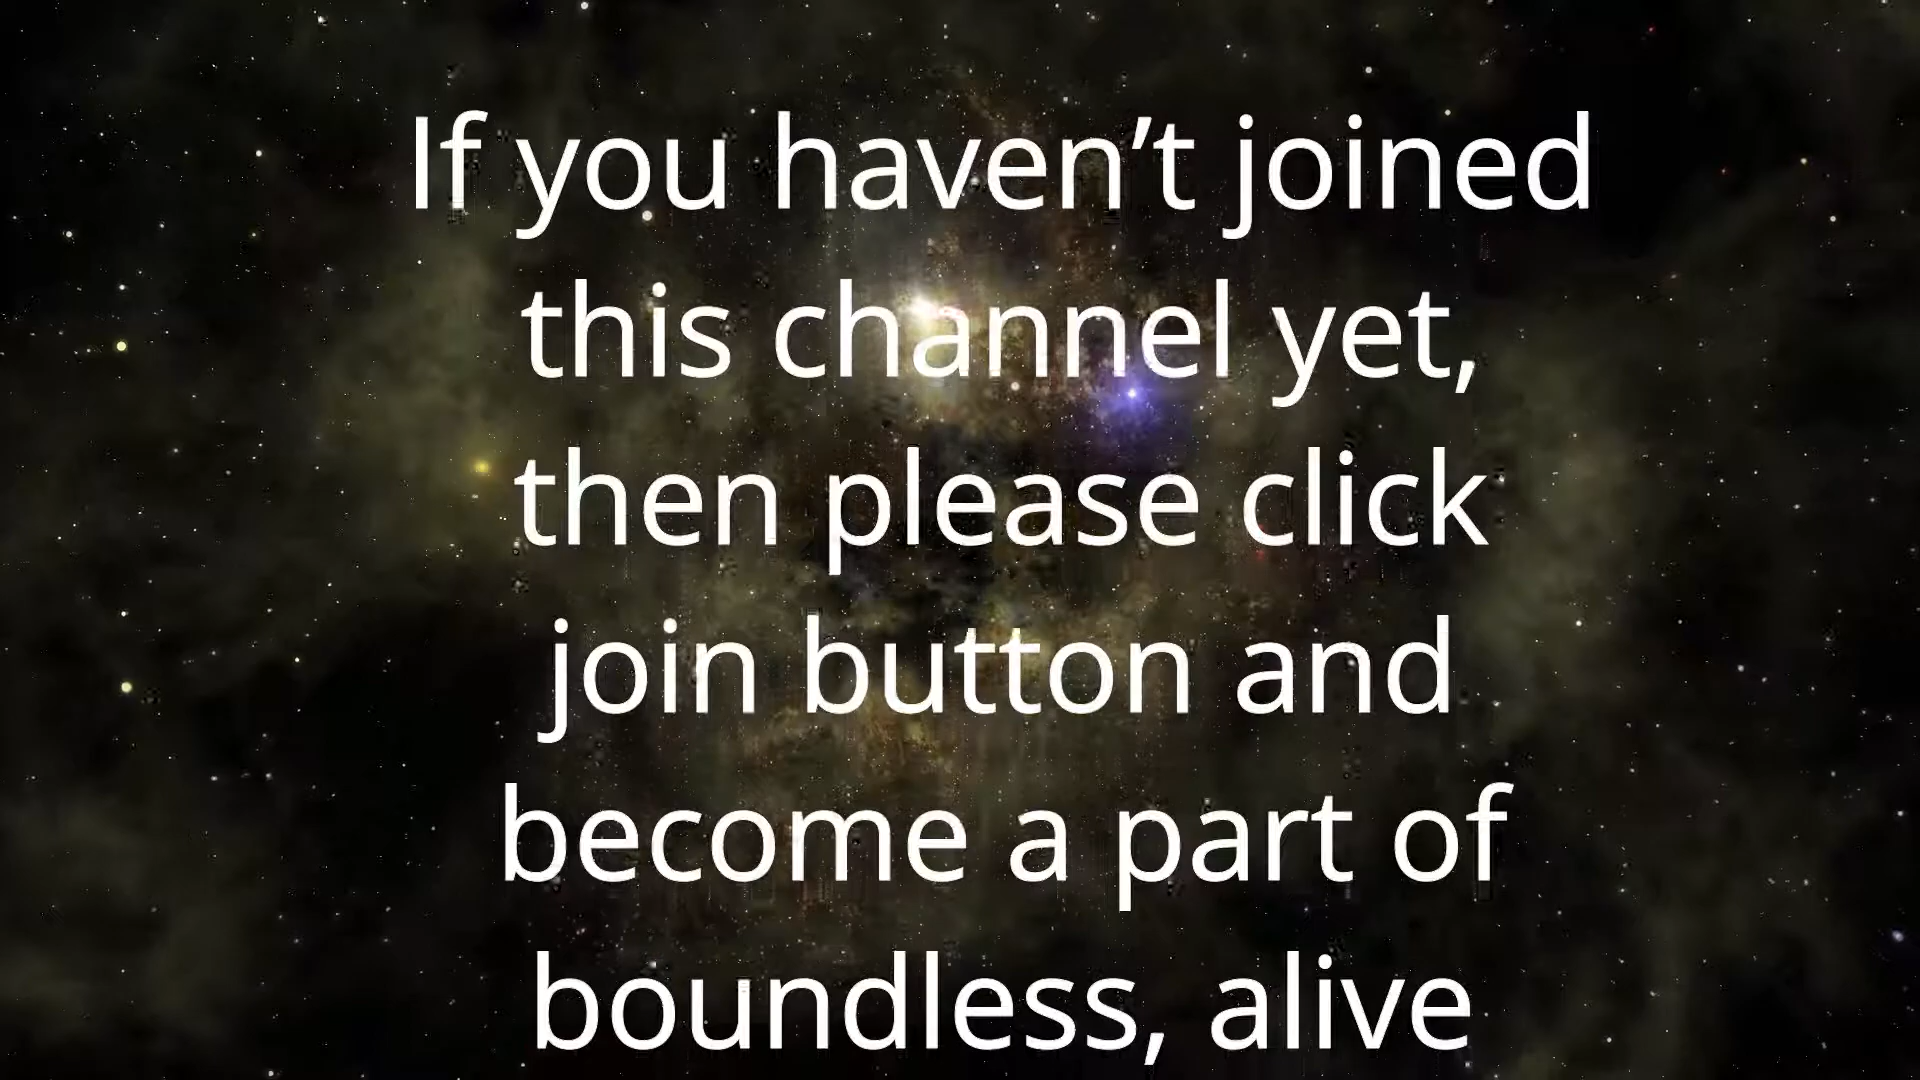 If you haven’t joined
this channel yet,
then please click
join button and
become a part of
boundless, alive